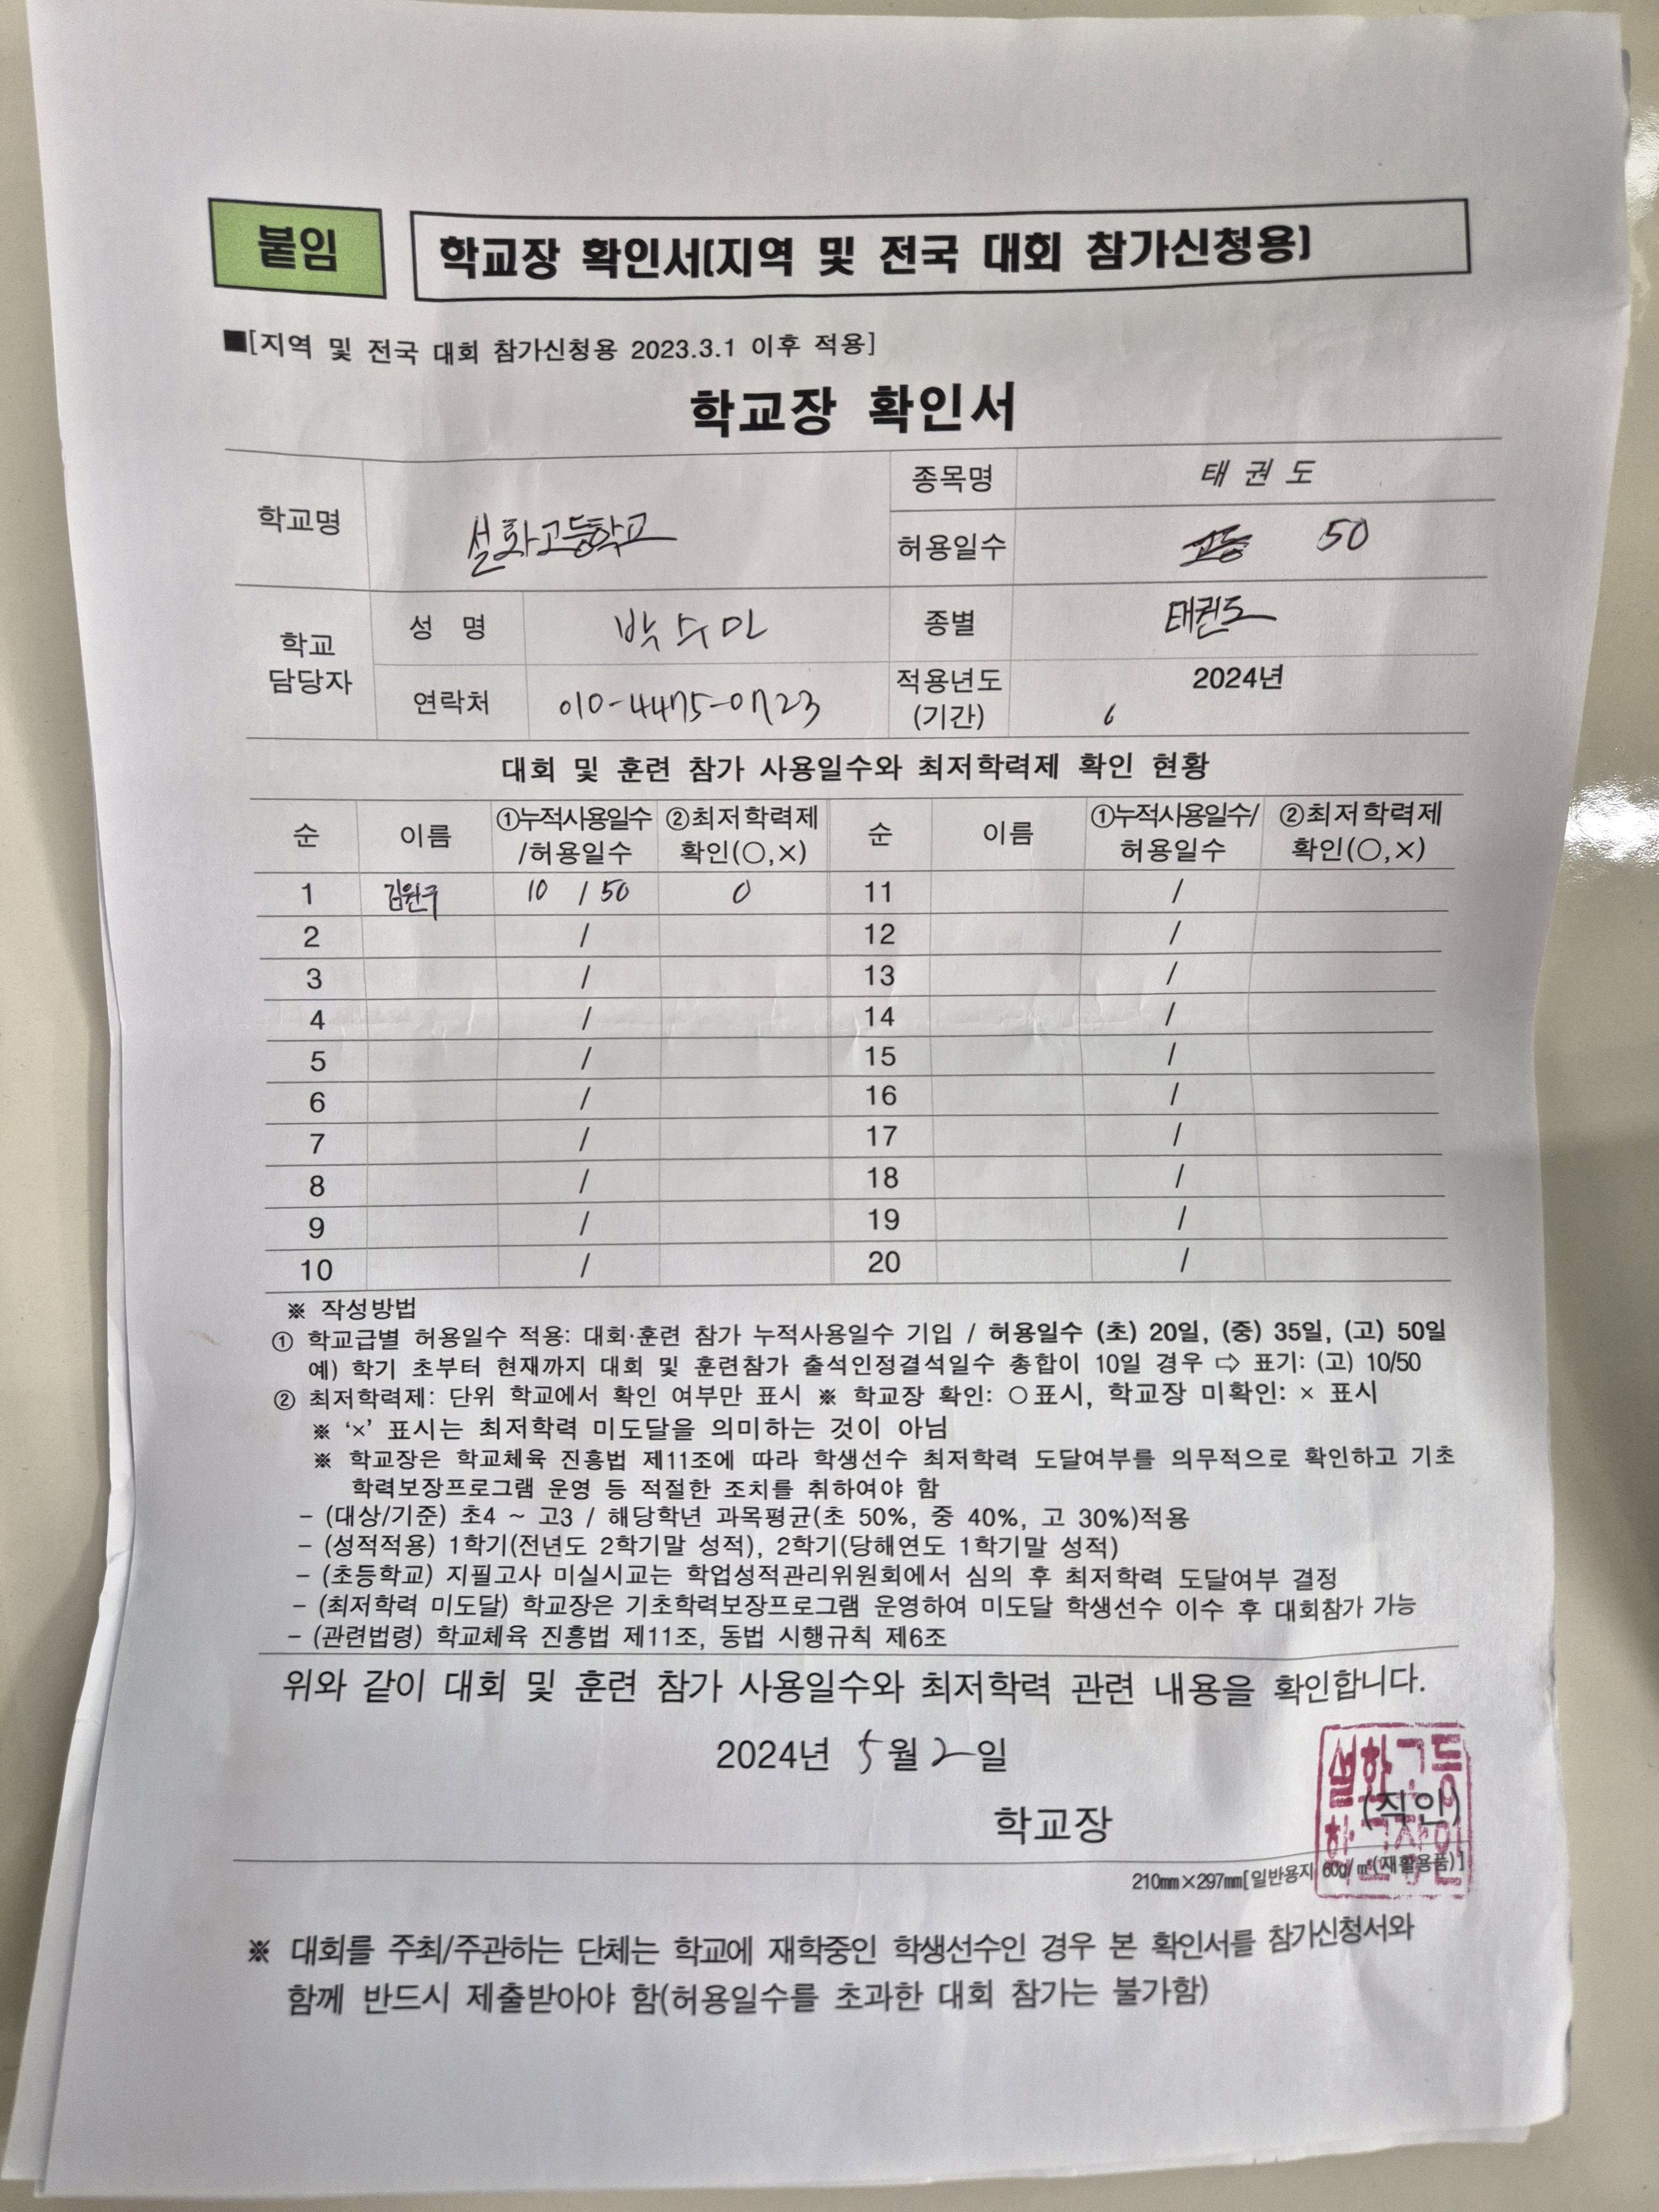 붙임
학교장 확인서(지역 및 전국 대회 참가신청용)
■[지역 및 전국 대회 참가신청용 2023.3.1 이후 적용]
학교장 확인서
학교명 설화고등학교 종목명 태권도
허용일수 50
학교 담당자 성 명 박수민 종별 태권도
연락처 010-4475-0723 적용년도 (기간) 2024년
6
대회 및 훈련 참가 사용일수와 최저학력제 확인 현황
순 이름 ①누적사용일수/허용일수 ②최저학력제 확인(○,×) 순 이름 ①누적사용일수/허용일수 ②최저학력제 확인(○,×)
1 김원구 10 / 50 0 11 /
2 / 12 /
3 / 13 /
4 / 14 /
5 / 15 /
6 / 16 /
7 / 17 /
8 / 18 /
9 / 19 /
10 / 20 /
※ 작성방법
① 학교급별 허용일수 적용: 대회·훈련 참가 누적사용일수 기입 / 허용일수 (초) 20일, (중) 35일, (고) 50일
예) 학기 초부터 현재까지 대회 및 훈련참가 출석인정결석일수 총합이 10일 경우 ⇨ 표기: (고) 10/50
② 최저학력제: 단위 학교에서 확인 여부만 표시 ※ 학교장 확인: ○표시, 학교장 미확인: × 표시
※ ‘×’ 표시는 최저학력 미도달을 의미하는 것이 아님
※ 학교장은 학교체육 진흥법 제11조에 따라 학생선수 최저학력 도달여부를 의무적으로 확인하고 기초
학력보장프로그램 운영 등 적절한 조치를 취하여야 함
- (대상/기준) 초4 ~ 고3 / 해당학년 과목평균(초 50%, 중 40%, 고 30%)적용
- (성적적용) 1학기(전년도 2학기말 성적), 2학기(당해연도 1학기말 성적)
- (초등학교) 지필고사 미실시교는 학업성적관리위원회에서 심의 후 최저학력 도달여부 결정
- (최저학력 미도달) 학교장은 기초학력보장프로그램 운영하여 미도달 학생선수 이수 후 대회참가 가능
- (관련법령) 학교체육 진흥법 제11조, 동법 시행규칙 제6조
위와 같이 대회 및 훈련 참가 사용일수와 최저학력 관련 내용을 확인합니다.
2024년 5월 2일
학교장 (직인)
설화고등
학교장인
210㎜×297㎜[일반용지 60g/㎡(재활용품)]
※ 대회를 주최/주관하는 단체는 학교에 재학중인 학생선수인 경우 본 확인서를 참가신청서와
함께 반드시 제출받아야 함(허용일수를 초과한 대회 참가는 불가함)